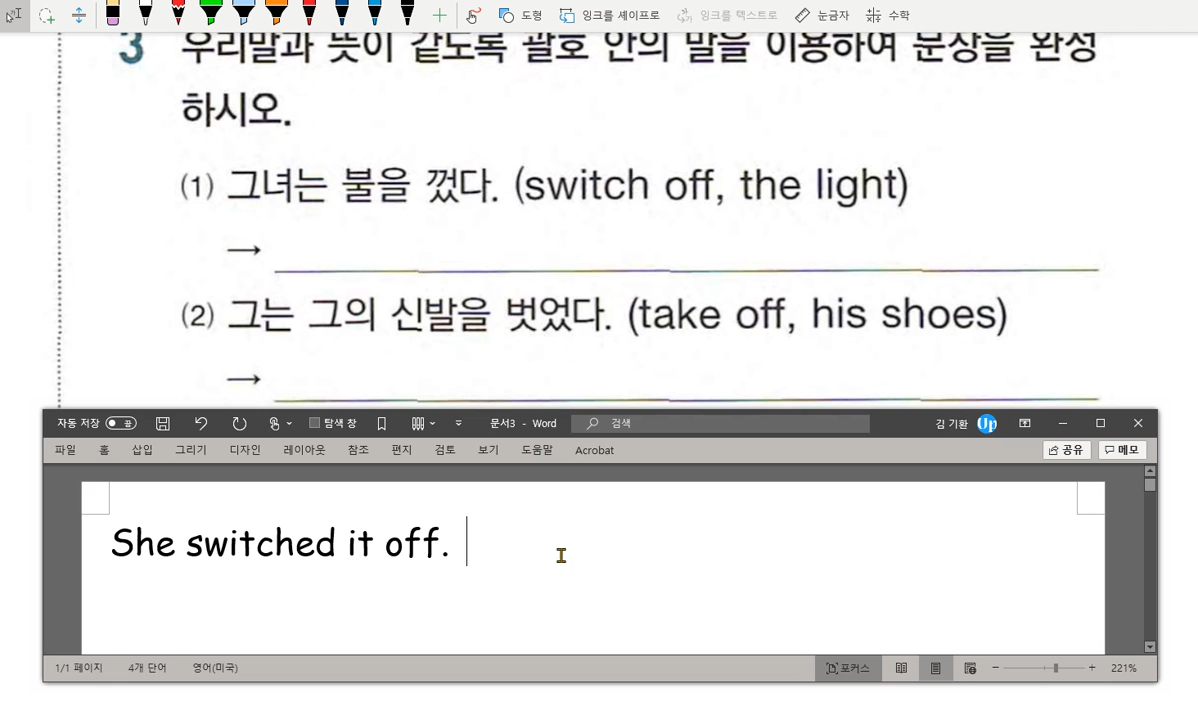 도형 잉크를 셰이프로 잉크를 텍스트로 눈금자 수학
3 우리말과 뜻이 같도록 괄호 안의 말을 이용하여 문장을 완성
하시오.
(1) 그녀는 불을 껐다. (switch off, the light)
→
(2) 그는 그의 신발을 벗었다. (take off, his shoes)
→
자동 저장 끔 탐색 창 문서3 - Word 검색 김 기환 Up
파일 홈 삽입 그리기 디자인 레이아웃 참조 편지 검토 보기 도움말 Acrobat 공유 메모
She switched it off.
1/1 페이지 4개 단어 영어(미국) 포커스 221%